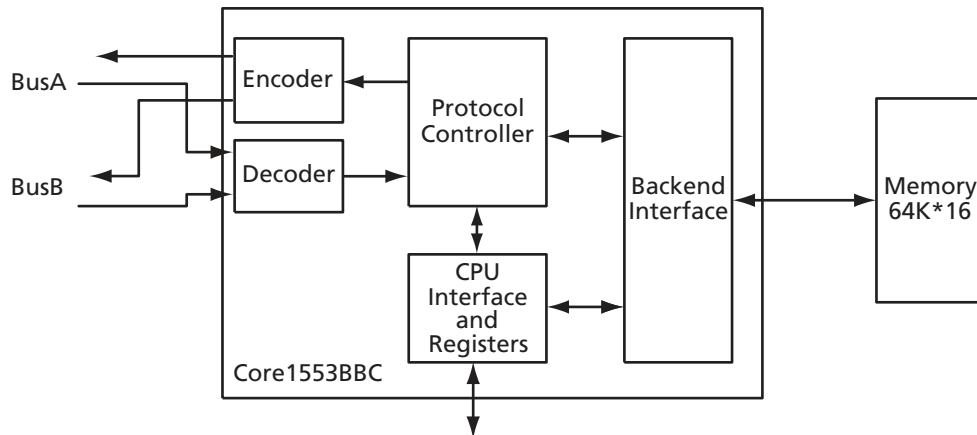 BusA
BusB
Encoder
Decoder
Protocol
Controller
CPU
Interface
and
Registers
Backend
Interface
Memory
64K*16
Core1553BBC